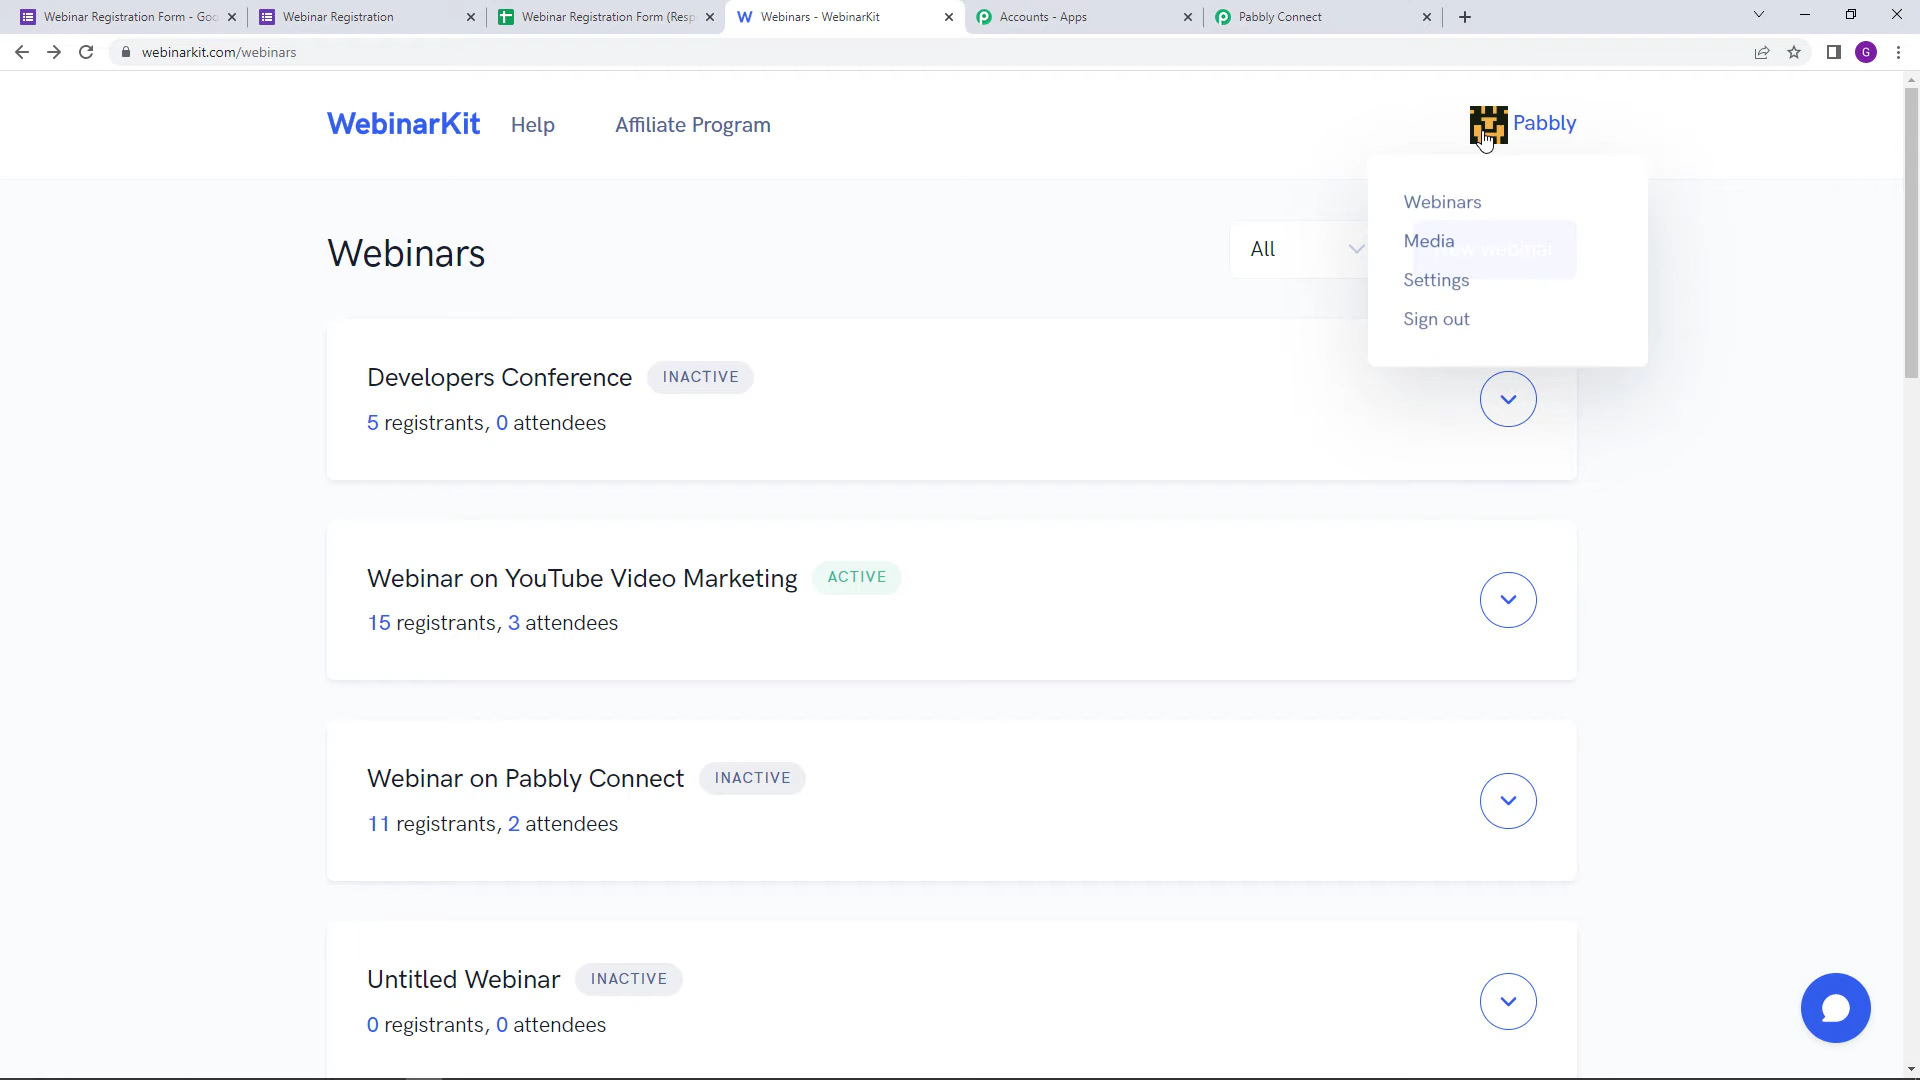 Webinar Registration Form - Goo
Webinar Registration
Webinar Registration Form (Resp
Webinars - WebinarKit
Accounts - Apps
Pabbly Connect
webinarkit.com/webinars
G
WebinarKit
Help
Affiliate Program
Pabbly
Webinars
Media
Settings
Sign out
Webinars
All
Developers Conference
INACTIVE
5 registrants, 0 attendees
Webinar on YouTube Video Marketing
ACTIVE
15 registrants, 3 attendees
Webinar on Pabbly Connect
INACTIVE
11 registrants, 2 attendees
Untitled Webinar
INACTIVE
0 registrants, 0 attendees